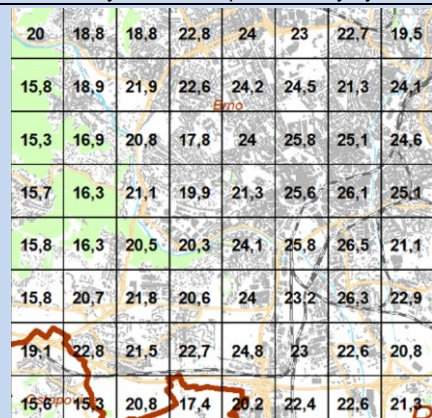 20 18,8 18,8 22,8 24 23 22,7 19,5
15,8 18,9 21,9 22,6 24,2 24,5 21,3 24,1
Brno
15,3 16,9 20,8 17,8 24 25,8 25,1 24,6
15,7 16,3 21,1 19,9 21,3 25,6 26,1 25,1
15,8 16,3 20,5 20,3 24,1 25,8 26,5 21,1
15,8 20,7 21,8 20,6 24 23,2 26,3 22,9
19,1 22,8 21,5 22,7 24,8 23 22,6 20,8
15,6 15,3 20,8 17,4 20,2 22,4 22,6 21,3